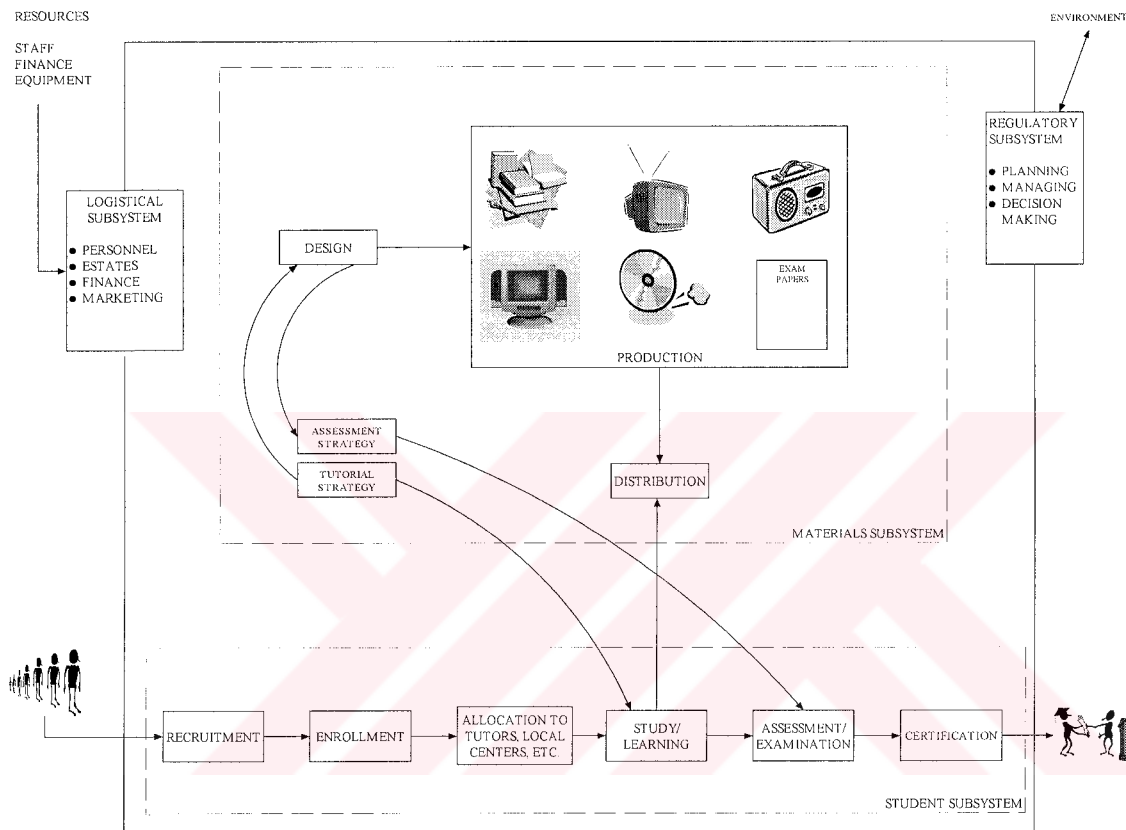 RESOURCES
STAFF
FINANCE
EQUIPMENT
ENVIRONMENT
LOGISTICAL
SUBSYSTEM
● PERSONNEL
● ESTATES
● FINANCE
● MARKETING
REGULATORY
SUBSYSTEM
● PLANNING
● MANAGING
● DECISION
MAKING
DESIGN
EXAM
PAPERS
PRODUCTION
ASSESSMENT
STRATEGY
TUTORIAL
STRATEGY
DISTRIBUTION
MATERIALS SUBSYSTEM
RECRUITMENT
ENROLLMENT
ALLOCATION TO
TUTORS, LOCAL
CENTERS, ETC.
STUDY/
LEARNING
ASSESSMENT/
EXAMINATION
CERTIFICATION
STUDENT SUBSYSTEM